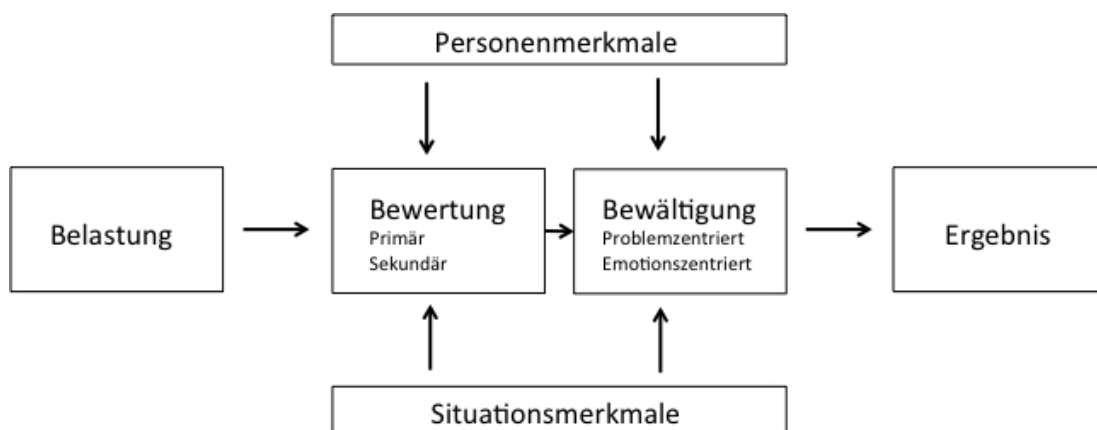 Personenmerkmale
Belastung
Bewertung
Primär
Sekundär
Bewältigung
Problemzentriert
Emotionszentriert
Ergebnis
Situationsmerkmale